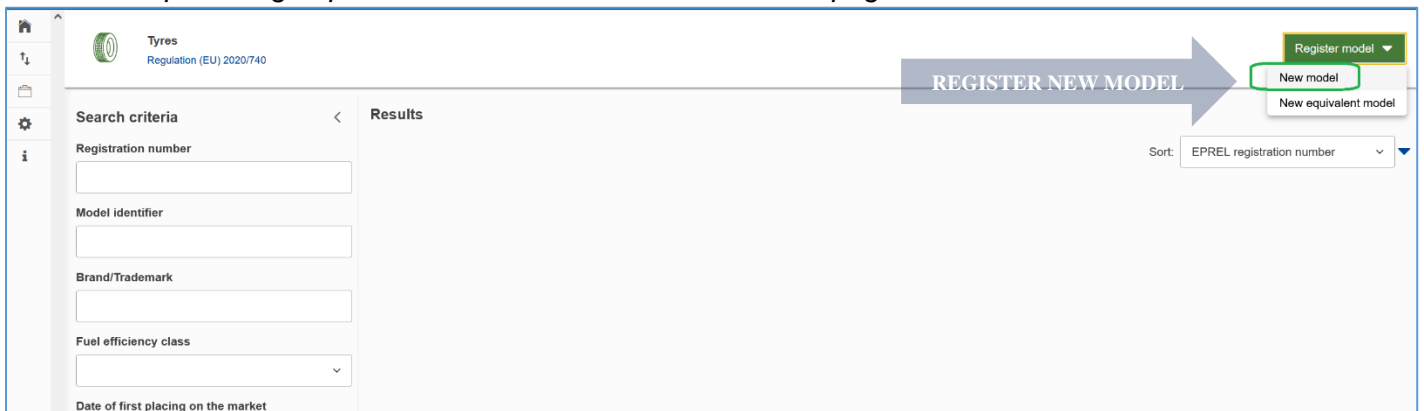 Tyres
Regulation (EU) 2020/740
Register model
REGISTER NEW MODEL
New model
New equivalent model
Search criteria
Results
Registration number
Sort: EPREL registration number
Model identifier
Brand/Trademark
Fuel efficiency class
Date of first placing on the market